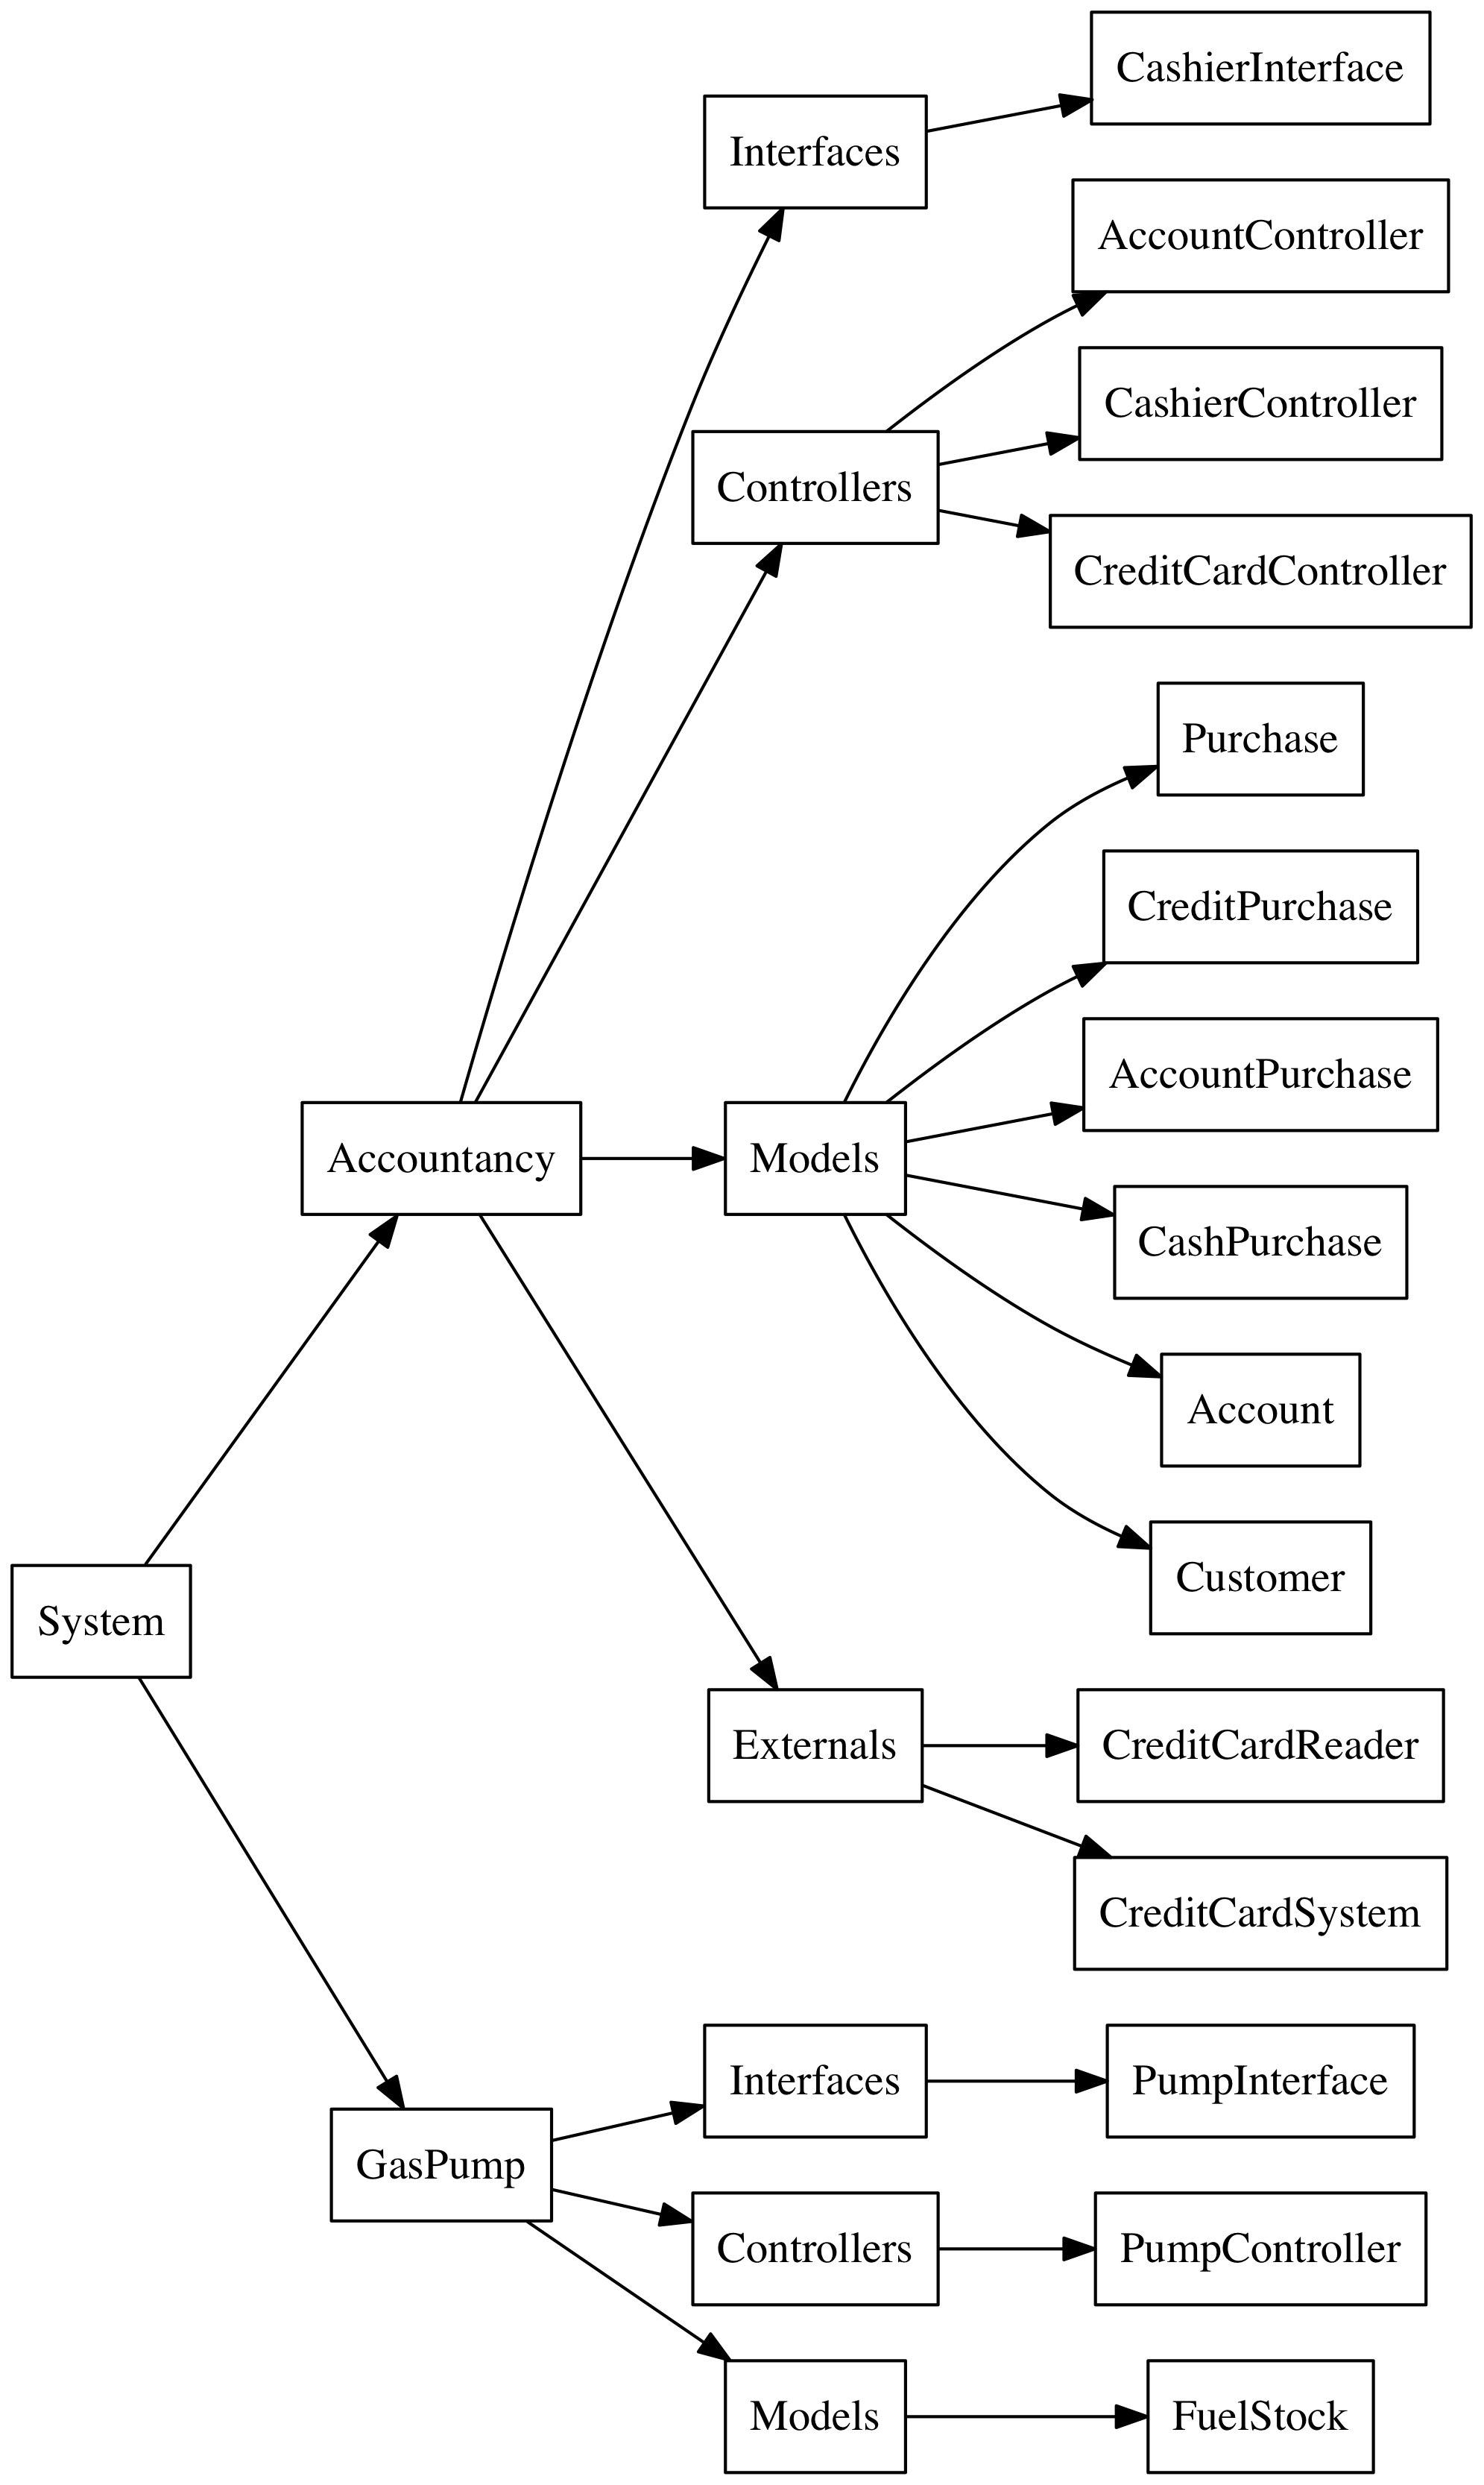 CashierInterface
Interfaces
AccountController
CashierController
Controllers
CreditCardController
Purchase
CreditPurchase
AccountPurchase
Accountancy
Models
CashPurchase
Account
Customer
System
Externals
CreditCardReader
CreditCardSystem
Interfaces
PumpInterface
GasPump
Controllers
PumpController
Models
FuelStock